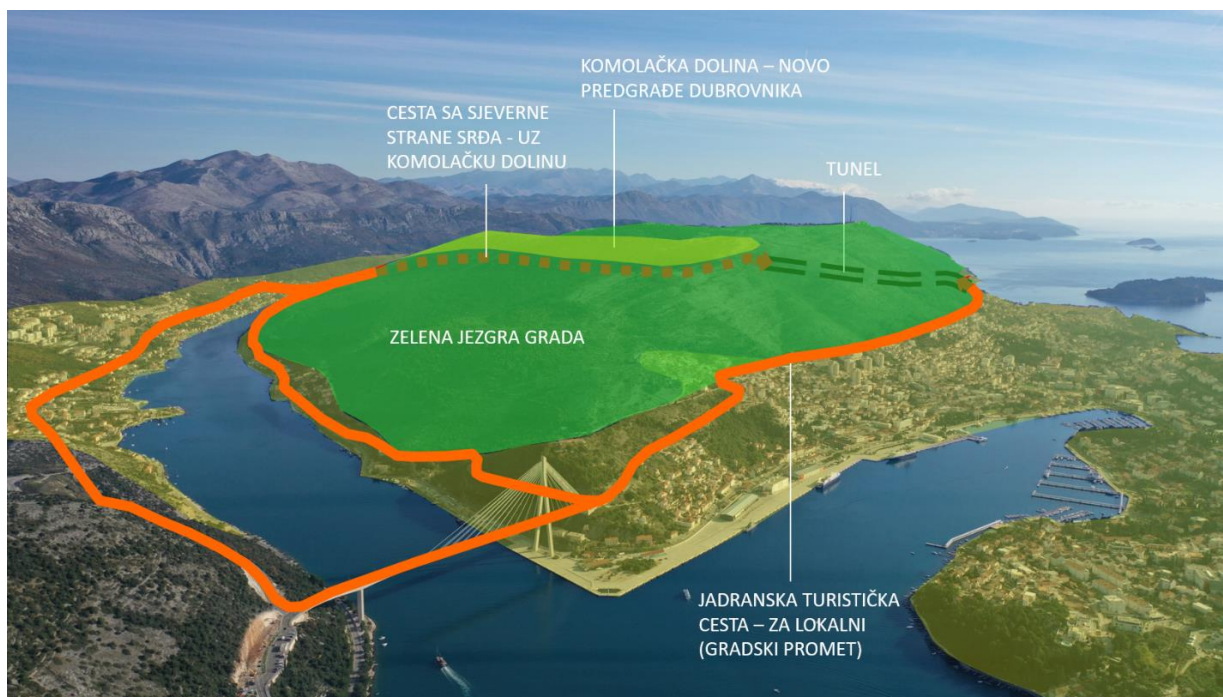 KOMOLAČKA DOLINA – NOVO
PREDGRAĐE DUBROVNIKA
CESTA SA SJEVERNE
STRANE SRĐA - UZ
KOMOLAČKU DOLINU
TUNEL
ZELENA JEZGRA GRADA
JADRANSKA TURISTIČKA
CESTA – ZA LOKALNI
(GRADSKI PROMET)